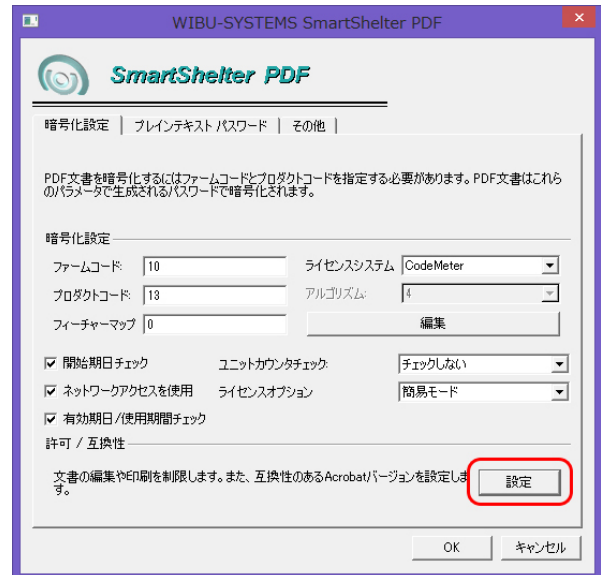 WIBU-SYSTEMS SmartShelter PDF
SmartShelter PDF
暗号化設定 プレインテキスト パスワード その他
PDF文書を暗号化するにはファームコードとプロダクトコードを指定する必要があります。PDF文書はこれら
のパラメータで生成されるパスワードで暗号化されます。
暗号化設定
ファームコード: 10 ライセンスシステム CodeMeter
プロダクトコード: 13 アルゴリズム: 4
フィーチャーマップ 0 編集
開始期日チェック ユニットカウンタチェック: チェックしない
ネットワークアクセスを使用 ライセンスオプション 簡易モード
有効期日/使用期間チェック
許可 / 互換性
文書の編集や印刷を制限します。また、互換性のあるAcrobatバージョンを設定しま
す。
設定
OK キャンセル